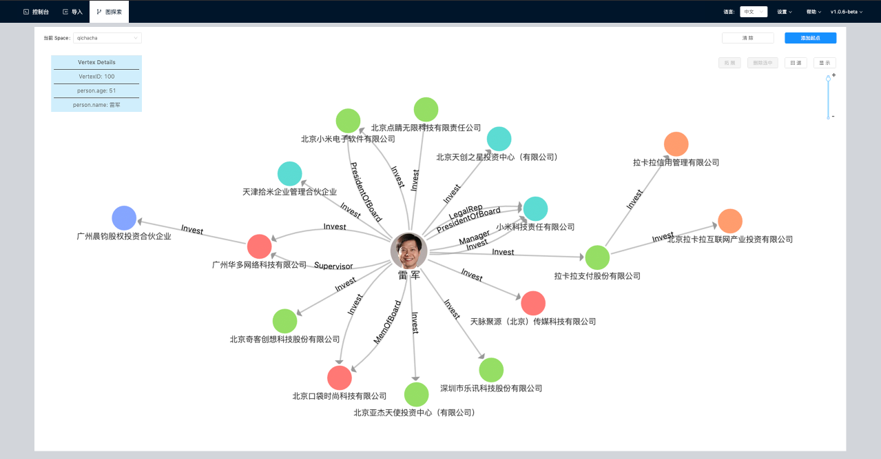 控制台 导入 图探索 语言: 中文 设置 帮助 v1.0.6-beta
当前 Space: qichacha 清除 添加起点
拓展 删除选中 回退 显示
Vertex Details
VertexID: 100
person.age: 51
person.name: 雷军
+
-
北京点睛无限科技有限责任公司
北京小米电子软件有限公司
北京天创之星投资中心（有限公司）
拉卡拉信用管理有限公司
天津拾米企业管理合伙企业
小米科技责任有限公司
广州晨钧股权投资合伙企业
北京拉卡拉互联网产业投资有限公司
广州华多网络科技有限公司
雷军
拉卡拉支付股份有限公司
天脉聚源（北京）传媒科技有限公司
北京奇客创想科技股份有限公司
深圳市乐讯科技股份有限公司
北京口袋时尚科技有限公司
北京亚杰天使投资中心（有限公司）
PresidentOfBoard
Invest
Invest
Invest
Invest
LegalRep
PresidentOfBoard
Manager
Invest
Invest
Invest
Invest
Invest
Invest
Supervisor
Invest
Invest
MemOfBoard
Invest
Invest
Invest